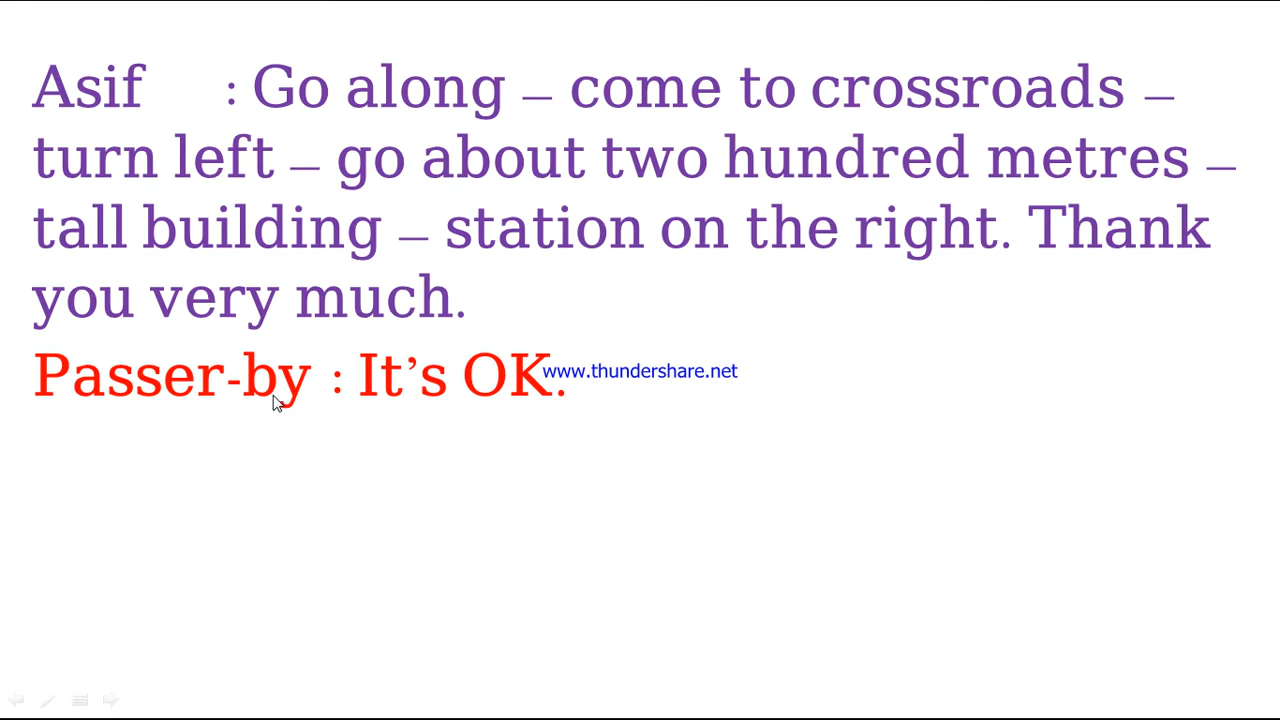 Asif : Go along – come to crossroads –
turn left – go about two hundred metres –
tall building – station on the right. Thank
you very much.
Passer-by : It’s OK.
www.thundershare.net